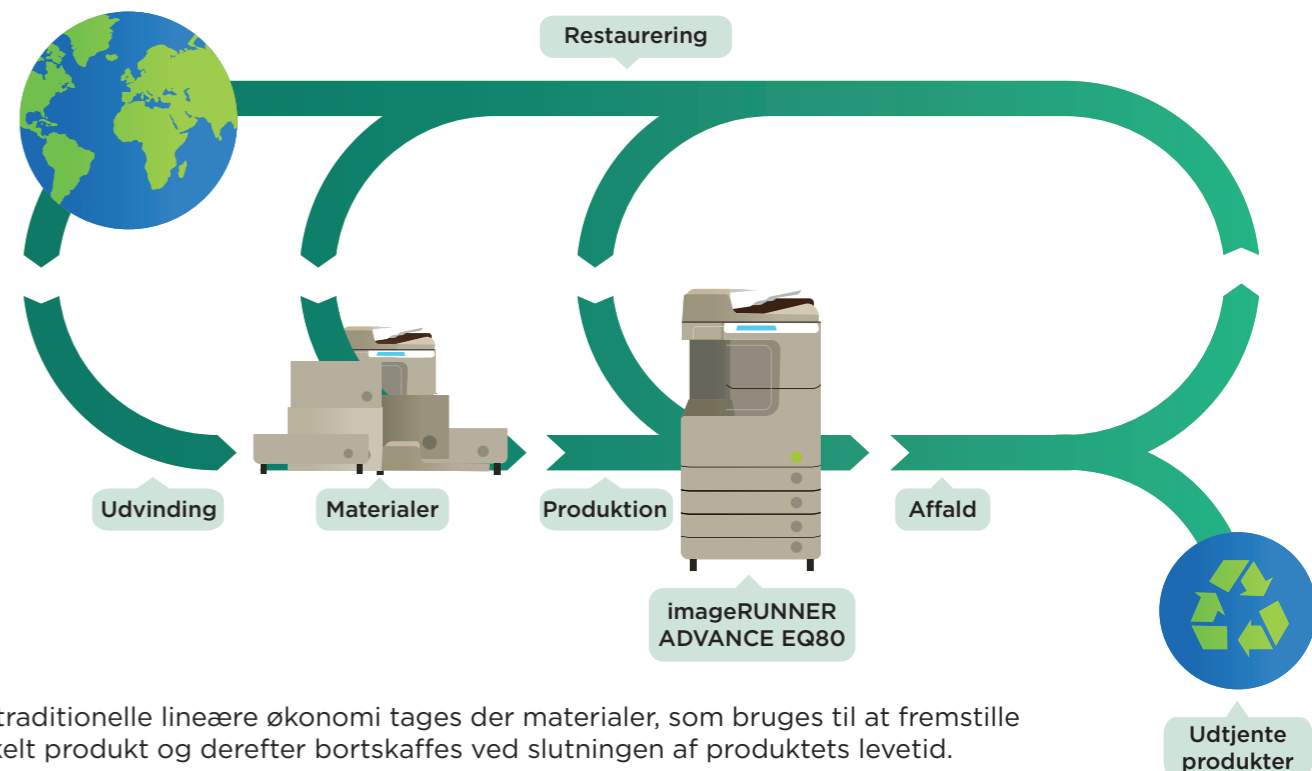 Restaurering
Udvinding
Materialer
Produktion
Affald
imageRUNNER
ADVANCE EQ80
traditionelle lineære økonomi tages der materialer, som bruges til at fremstille
kelt produkt og derefter bortskaffes ved slutningen af produktets levetid.
Udtjente
produkter